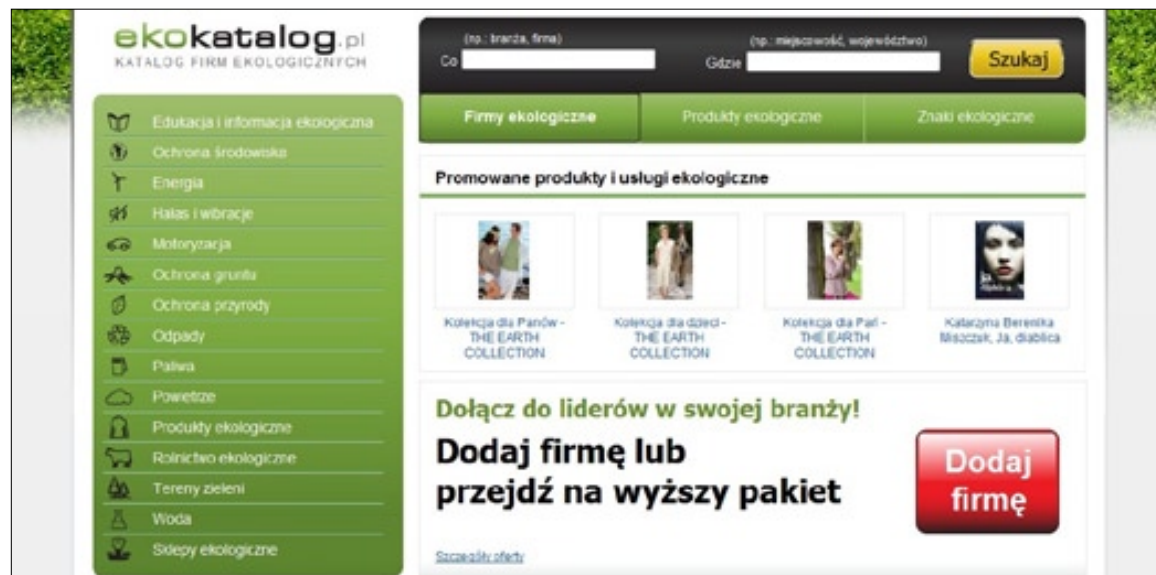 ekokatalog.pl
KATALOG FIRM EKOLOGICZNYCH
Edukacja i informacja ekologiczna
Ochrona środowiska
Energia
Hałas i wibracje
Motoryzacja
Ochrona gruntu
Ochrona przyrody
Odpady
Paliwa
Powietrze
Produkty ekologiczne
Rolnictwo ekologiczne
Tereny zieleni
Woda
Sklepy ekologiczne
(np.: branża, firma)
Co
(np.: miejscowość, województwo)
Gdzie
Szukaj
Firmy ekologiczne
Produkty ekologiczne
Znaki ekologiczne
Promowane produkty i usługi ekologiczne
Kolekcja dla Panów -
THE EARTH
COLLECTION
Kolekcja dla dzieci -
THE EARTH
COLLECTION
Kolekcja dla Pań -
THE EARTH
COLLECTION
Katarzyna Berenika
Miszczuk, Ja, diablica
Dołącz do liderów w swojej branży!
Dodaj firmę lub
przejdź na wyższy pakiet
Dodaj
firmę
Szczegóły oferty